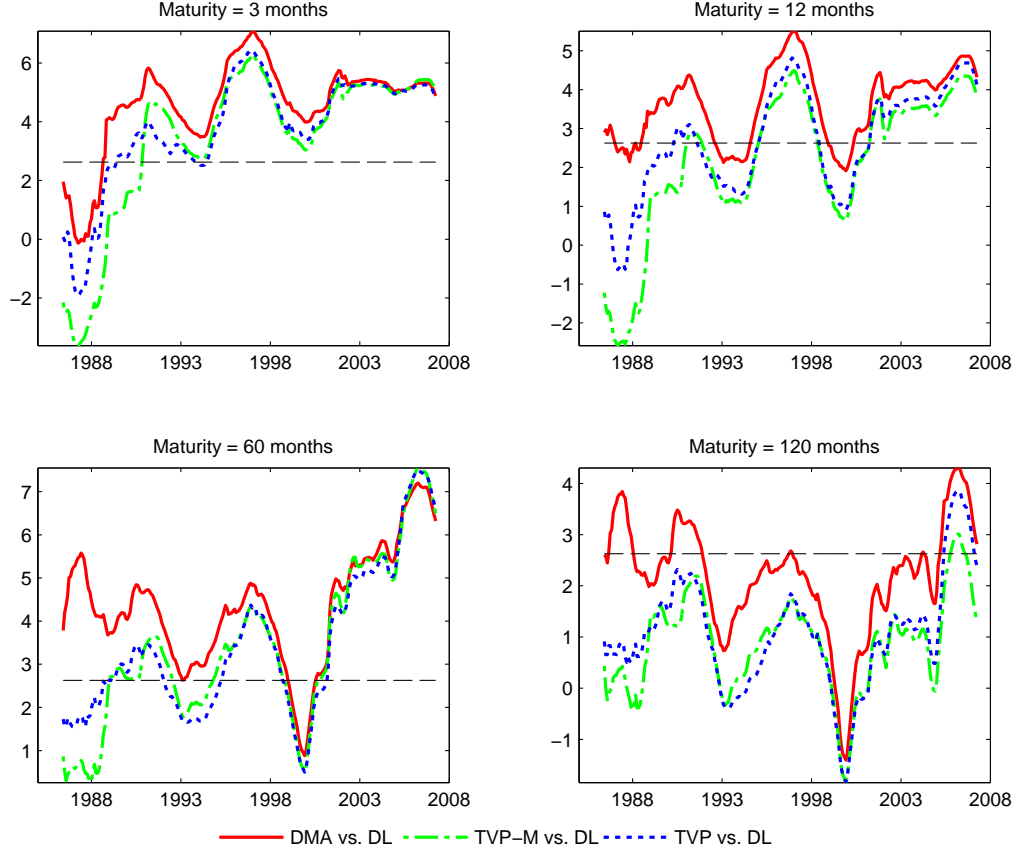 Maturity = 3 months
6
4
2
0
−2
1988 1993 1998 2003 2008
Maturity = 12 months
5
4
3
2
1
0
−1
−2
1988 1993 1998 2003 2008
Maturity = 60 months
7
6
5
4
3
2
1
1988 1993 1998 2003 2008
Maturity = 120 months
4
3
2
1
0
−1
1988 1993 1998 2003 2008
DMA vs. DL TVP−M vs. DL TVP vs. DL